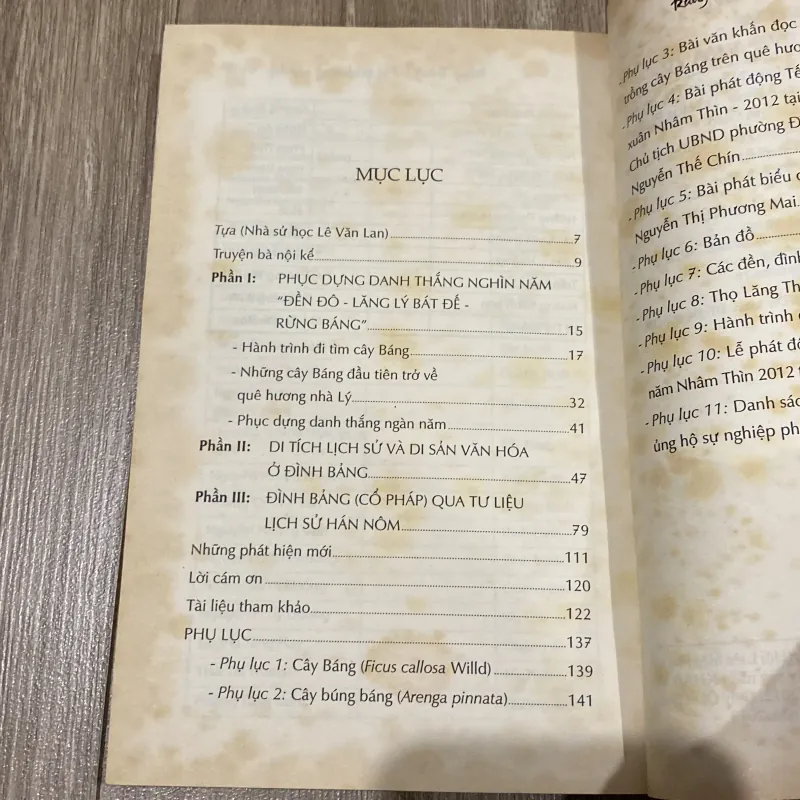 MỤC LỤC
Tựa (Nhà sử học Lê Văn Lan) 7
Truyện bà nội kể 9
Phần I: PHỤC DỰNG DANH THẮNG NGHÌN NĂM
“ĐỀN ĐÔ - LĂNG LÝ BÁT ĐẾ -
RỪNG BÁNG” 15
- Hành trình đi tìm cây Báng 17
- Những cây Báng đầu tiên trở về
quê hương nhà Lý 32
- Phục dựng danh thắng ngàn năm 41
Phần II: DI TÍCH LỊCH SỬ VÀ DI SẢN VĂN HÓA
Ở ĐÌNH BẢNG 47
Phần III: ĐÌNH BẢNG (CỔ PHÁP) QUA TƯ LIỆU
LỊCH SỬ HÁN NÔM 79
Những phát hiện mới 111
Lời cám ơn 120
Tài liệu tham khảo 122
PHỤ LỤC 137
- Phụ lục 1: Cây Báng (Ficus callosa Willd) 139
- Phụ lục 2: Cây búng báng (Arenga pinnata) 141
- Phụ lục 3: Bài văn khấn đọc
trồng cây Báng trên quê hươ
- Phụ lục 4: Bài phát động Tế
xuân Nhâm Thìn - 2012 tại
Chủ tịch UBND phường Đ
Nguyễn Thế Chín
- Phụ lục 5: Bài phát biểu
Nguyễn Thị Phương Mai
- Phụ lục 6: Bản đồ
- Phụ lục 7: Các đền, đình
- Phụ lục 8: Thọ Lăng Th
- Phụ lục 9: Hành trình
- Phụ lục 10: Lễ phát độ
năm Nhâm Thìn 2012
- Phụ lục 11: Danh sác
ủng hộ sự nghiệp ph